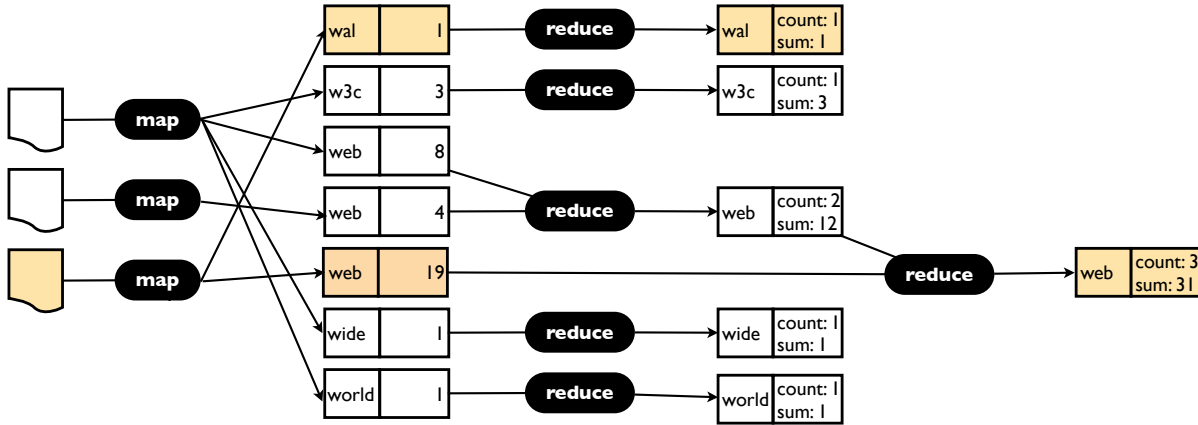 wal 1 reduce wal count: 1
sum: 1
w3c 3 reduce w3c count: 1
sum: 3
map
web 8
map
web 4 reduce web count: 2
sum: 12
map
web 19 reduce web count: 3
sum: 31
wide 1 reduce wide count: 1
sum: 1
world 1 reduce world count: 1
sum: 1